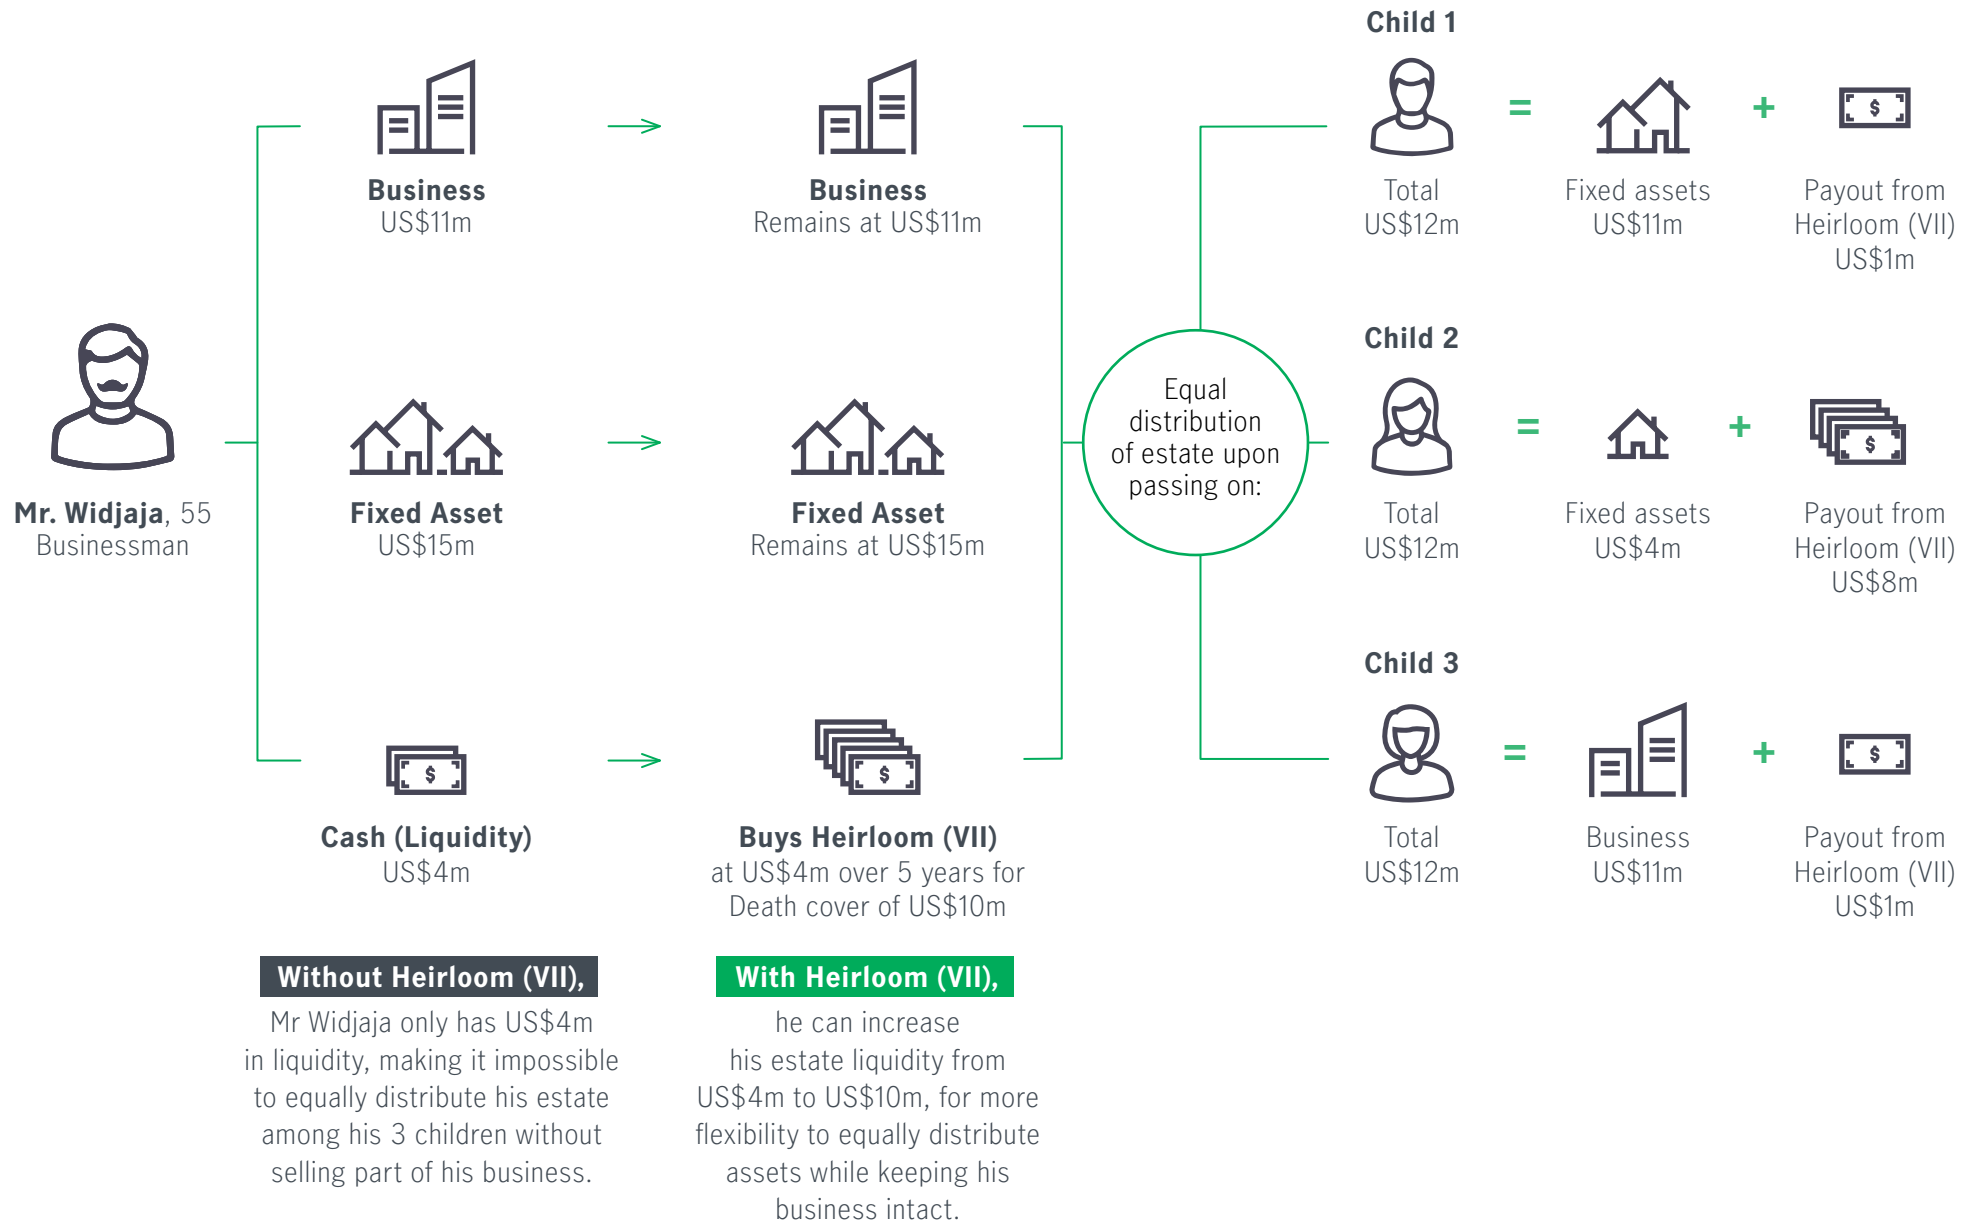 Mr. Widjaja, 55
Businessman
Business
US$11m
Fixed Asset
US$15m
Cash (Liquidity)
US$4m
Without Heirloom (VII),
Mr Widjaja only has US$4m
in liquidity, making it impossible
to equally distribute his estate
among his 3 children without
selling part of his business.
Business
Remains at US$11m
Fixed Asset
Remains at US$15m
$
Buys Heirloom (VII)
at US$4m over 5 years for
Death cover of US$10m
With Heirloom (VII),
he can increase
his estate liquidity from
US$4m to US$10m, for more
flexibility to equally distribute
assets while keeping his
business intact.
$
Equal
distribution
of estate upon
passing on:
Child 1
=
+
$
Total
US$12m
Fixed assets
US$11m
Payout from
Heirloom (VII)
US$1m
Child 2
=
+
$
Total
US$12m
Fixed assets
US$4m
Payout from
Heirloom (VII)
US$8m
Child 3
=
+
$
Total
US$12m
Business
US$11m
Payout from
Heirloom (VII)
US$1m